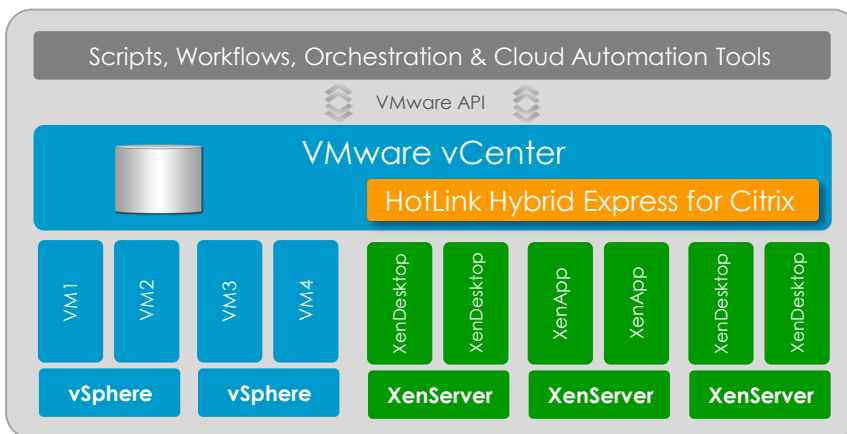 Scripts, Workflows, Orchestration & Cloud Automation Tools
VMware API
VMware vCenter
HotLink Hybrid Express for Citrix
VM1
VM2
VM3
VM4
XenDesktop
XenDesktop
XenApp
XenApp
XenDesktop
XenDesktop
vSphere
vSphere
XenServer
XenServer
XenServer